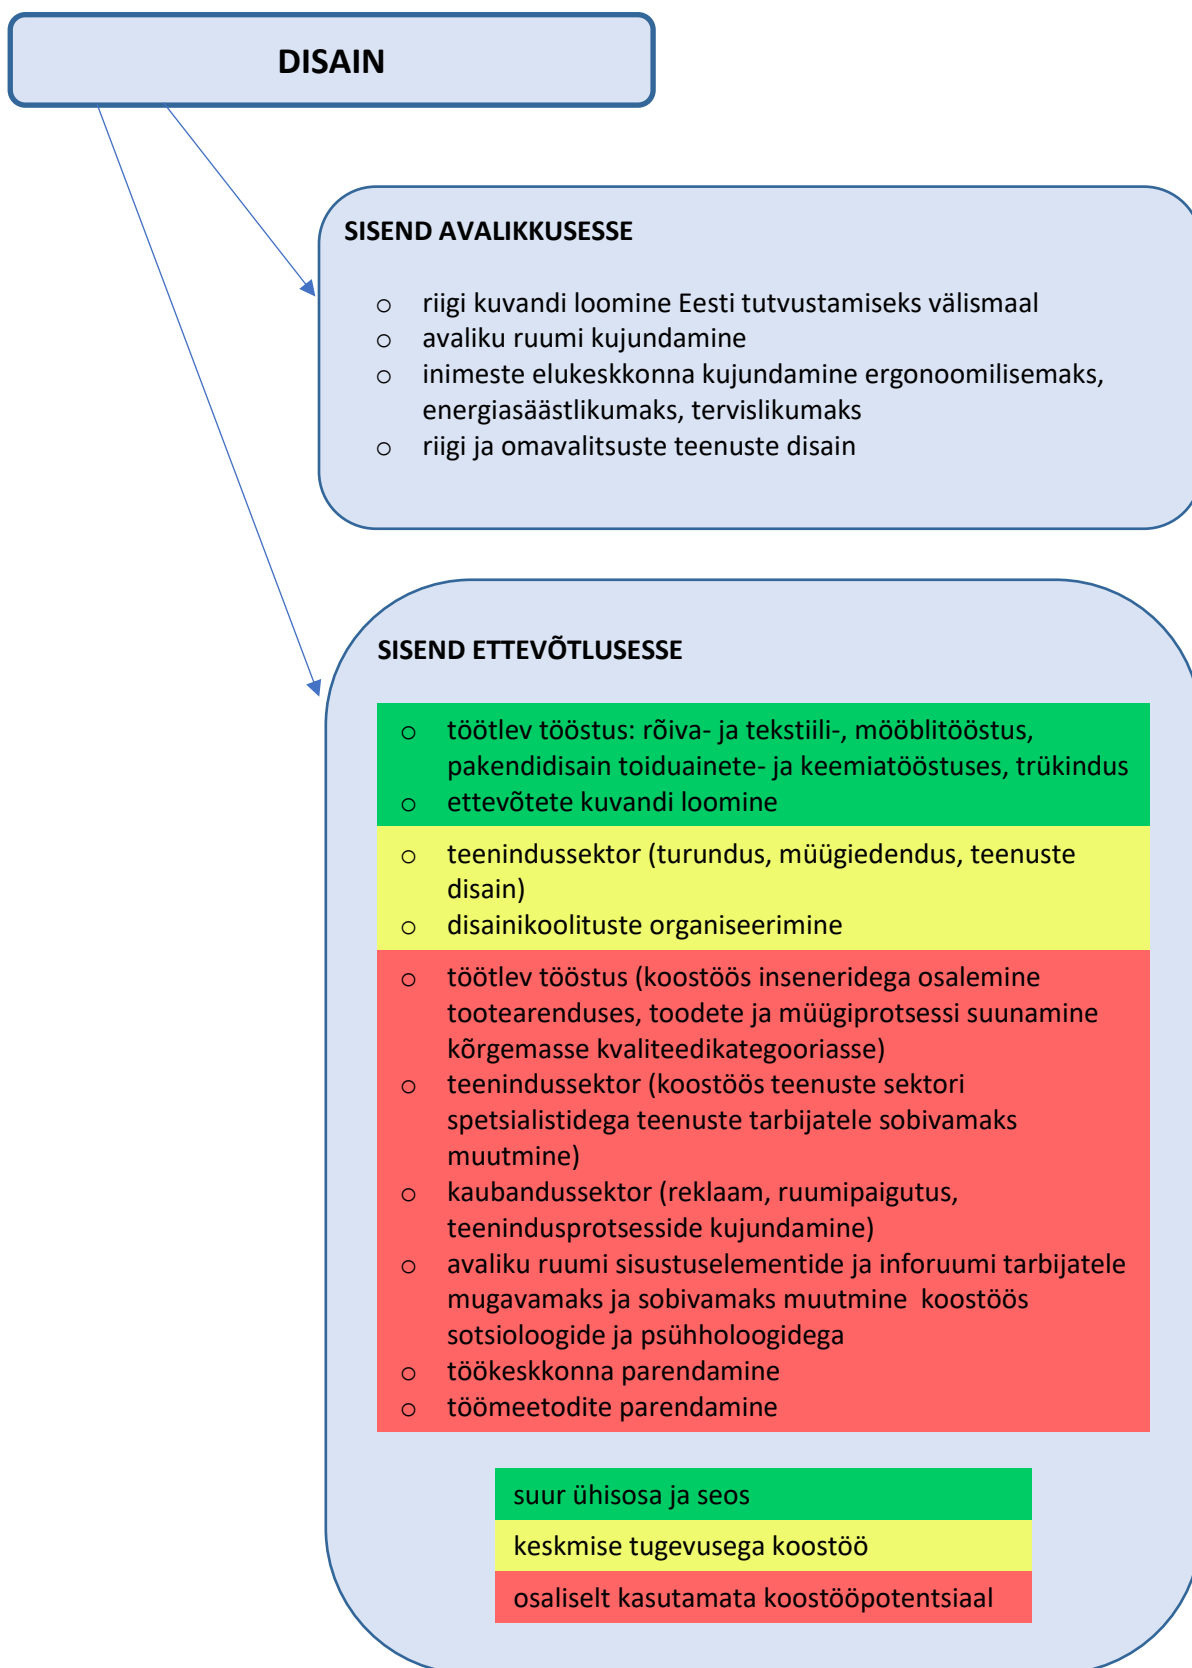 DISAIN
SISEND AVALIKKUSESSE
o riigi kuvandi loomine Eesti tutvustamiseks välismaal
o avaliku ruumi kujundamine
o inimeste elukeskkonna kujundamine ergonoomilisemaks,
energiasäästlikumaks, tervislikumaks
o riigi ja omavalitsuste teenuste disain
SISEND ETTEVÕTLUSESSE
o töötlev tööstus: rõiva- ja tekstiili-, mööblitööstus,
pakendidisain toiduainete- ja keemiatööstuses, trükindus
o ettevõtete kuvandi loomine
o teenindussektor (turundus, müügiedendus, teenuste
disain)
o disainikoolituste organiseerimine
o töötlev tööstus (koostöös inseneridega osalemine
tootearenduses, toodete ja müügiprotsessi suunamine
kõrgemasse kvaliteedikategooriasse)
o teenindussektor (koostöös teenuste sektori
spetsialistidega teenuste tarbijatele sobivamaks
muutmine)
o kaubandussektor (reklaam, ruumipaigutus,
teenindusprotsesside kujundamine)
o avaliku ruumi sisustuselementide ja inforuumi tarbijatele
mugavamaks ja sobivamaks muutmine  koostöös
sotsioloogide ja psühholoogidega
o töökeskkonna parendamine
o töömeetodite parendamine
suur ühisosa ja seos
keskmise tugevusega koostöö
osaliselt kasutamata koostööpotentsiaal